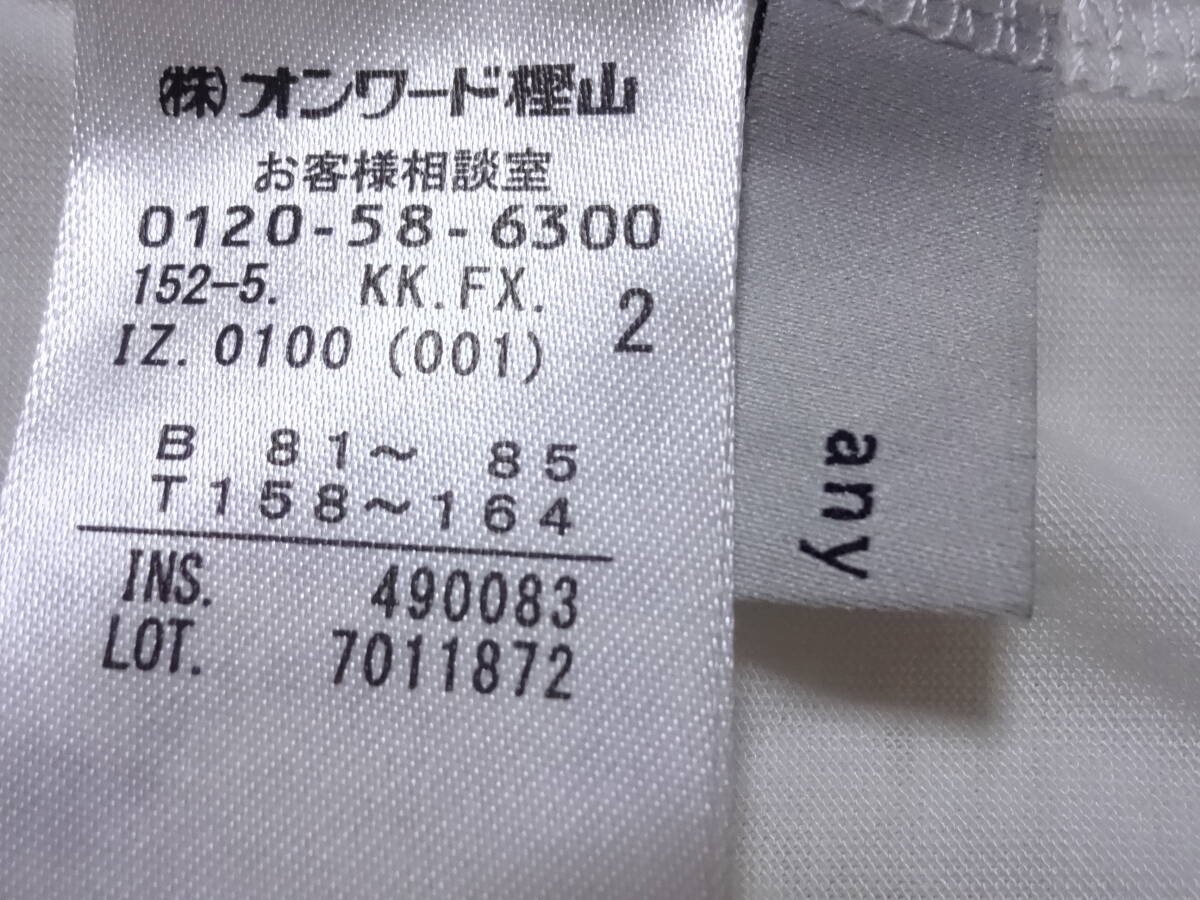 ㈱オンワード樫山
お客様相談室
0120-58-6300
152-5. KK.FX. 2
IZ.0100 (001)
B 81～ 85
T158～164
INS. 490083
LOT. 7011872
any